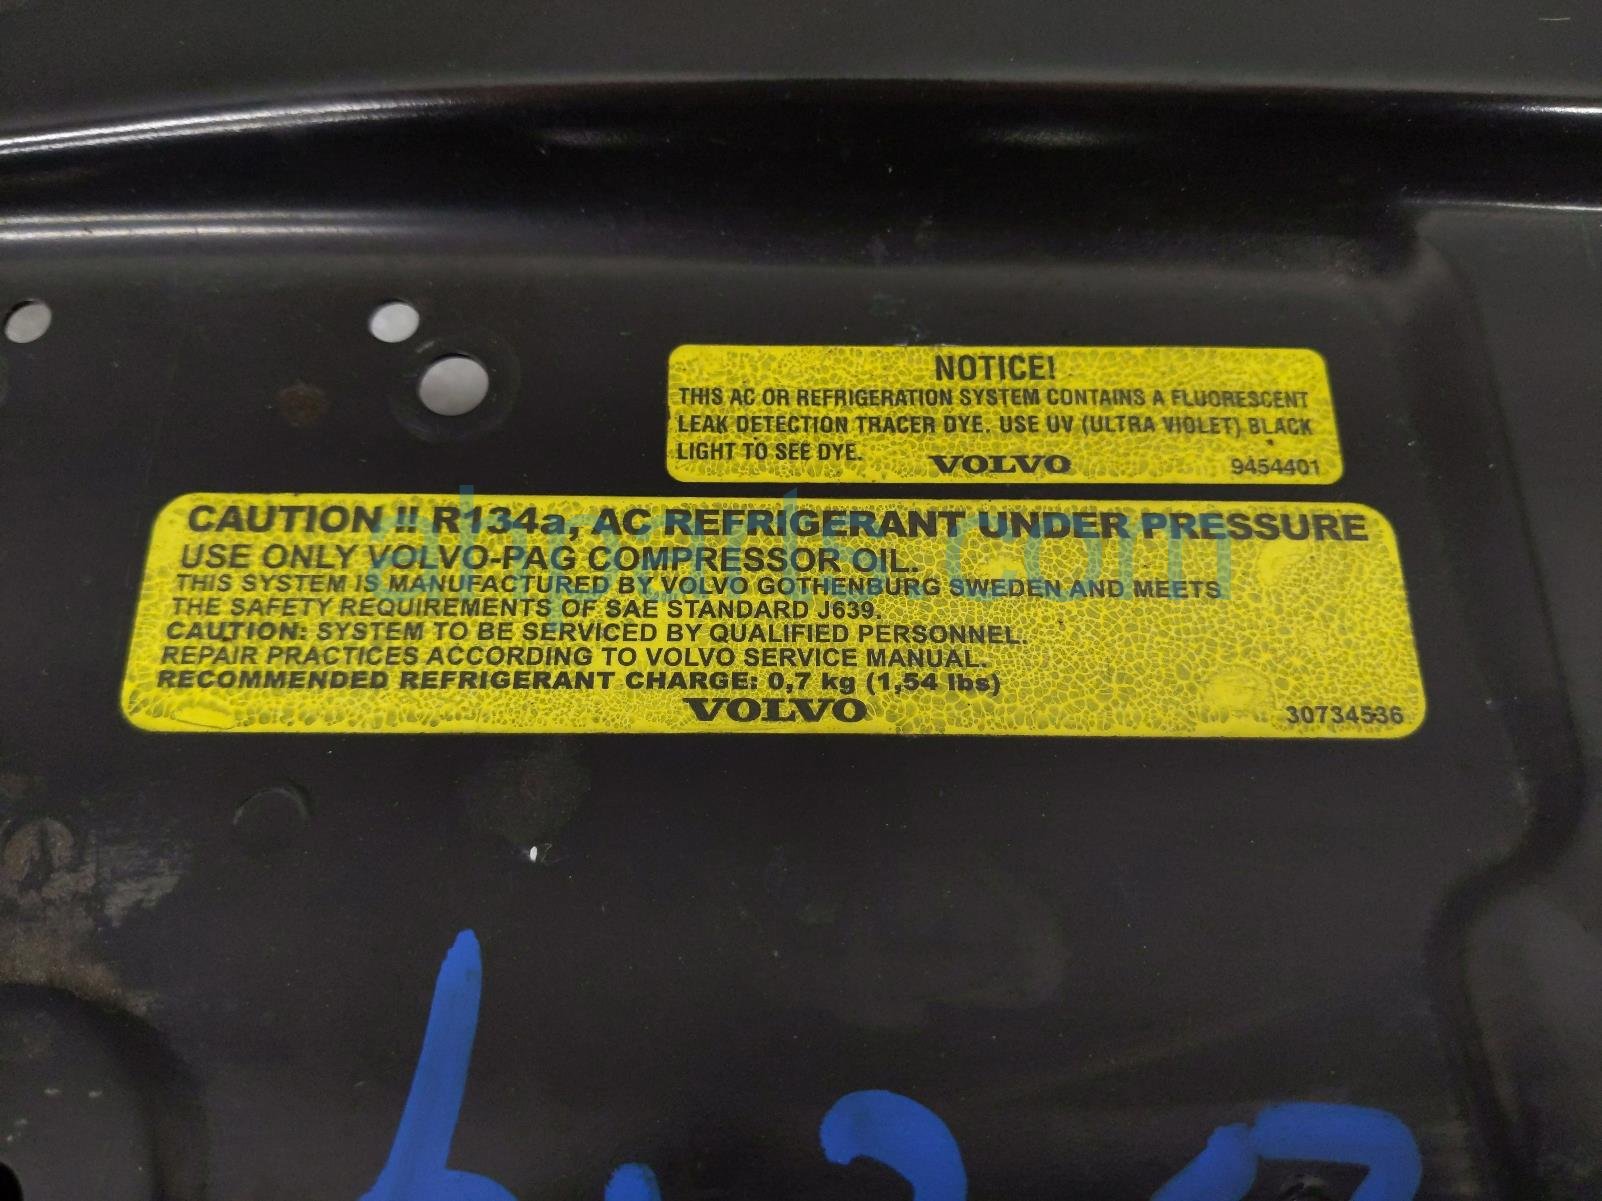 NOTICE!
THIS AC OR REFRIGERATION SYSTEM CONTAINS A FLUORESCENT
LEAK DETECTION TRACER DYE. USE UV (ULTRA VIOLET) BLACK
LIGHT TO SEE DYE.
VOLVO 9454401
CAUTION !! R134a, AC REFRIGERANT UNDER PRESSURE
USE ONLY VOLVO-PAG COMPRESSOR OIL.
THIS SYSTEM IS MANUFACTURED BY VOLVO GOTHENBURG SWEDEN AND MEETS
THE SAFETY REQUIREMENTS OF SAE STANDARD J639.
CAUTION: SYSTEM TO BE SERVICED BY QUALIFIED PERSONNEL.
REPAIR PRACTICES ACCORDING TO VOLVO SERVICE MANUAL.
RECOMMENDED REFRIGERANT CHARGE: 0,7 kg (1,54 lbs)
VOLVO 30734536